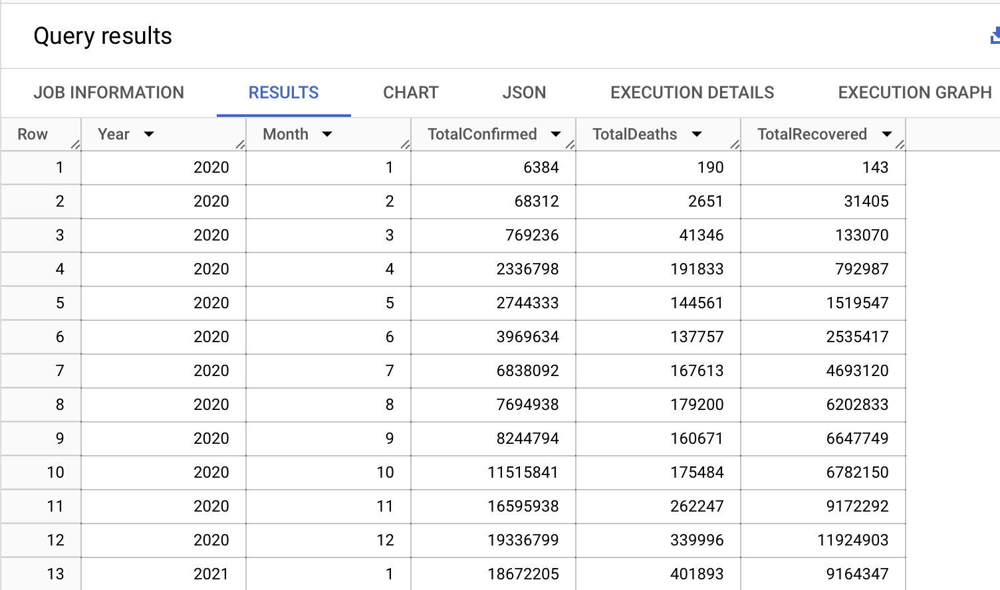 Query results
JOB INFORMATION RESULTS CHART JSON EXECUTION DETAILS EXECUTION GRAPH
Row Year Month TotalConfirmed TotalDeaths TotalRecovered
1 2020 1 6384 190 143
2 2020 2 68312 2651 31405
3 2020 3 769236 41346 133070
4 2020 4 2336798 191833 792987
5 2020 5 2744333 144561 1519547
6 2020 6 3969634 137757 2535417
7 2020 7 6838092 167613 4693120
8 2020 8 7694938 179200 6202833
9 2020 9 8244794 160671 6647749
10 2020 10 11515841 175484 6782150
11 2020 11 16595938 262247 9172292
12 2020 12 19336799 339996 11924903
13 2021 1 18672205 401893 9164347